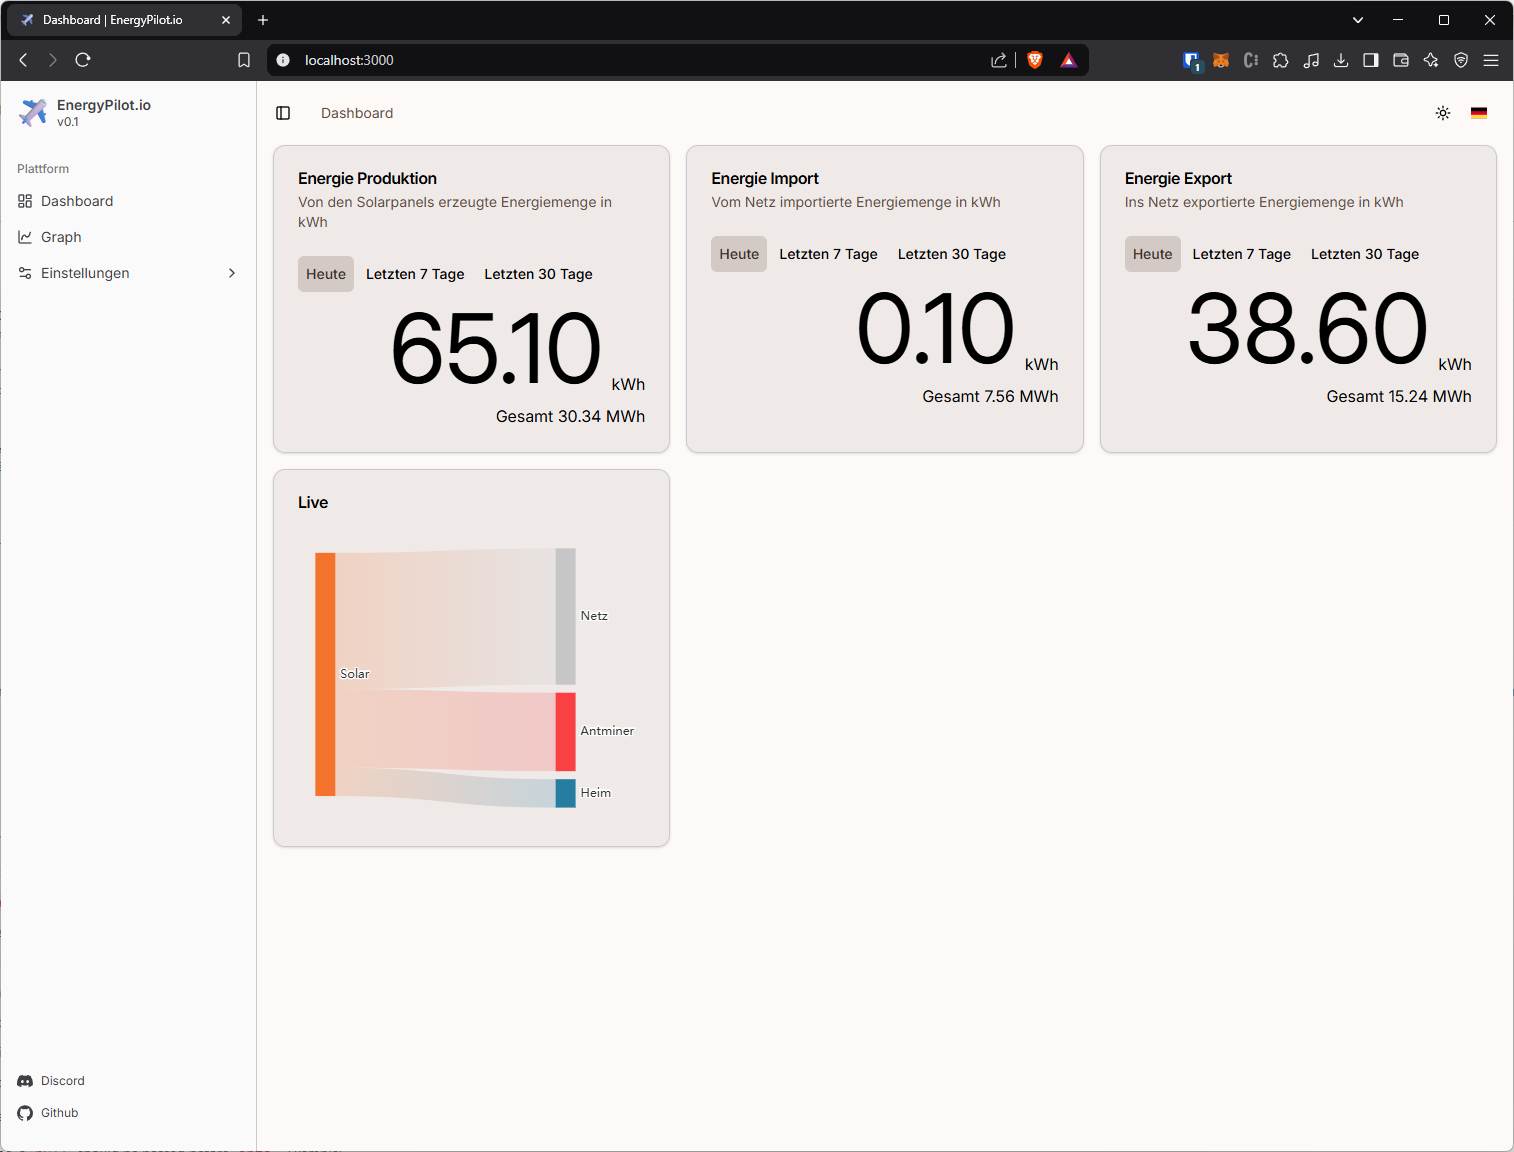 Dashboard | EnergyPilot.io
localhost:3000
1
EnergyPilot.io
v0.1
Plattform
Dashboard
Graph
Einstellungen
Discord
Github
Dashboard
Energie Produktion
Von den Solarpanels erzeugte Energiemenge in
kWh
Heute Letzten 7 Tage Letzten 30 Tage
65.10 kWh
Gesamt 30.34 MWh
Energie Import
Vom Netz importierte Energiemenge in kWh
Heute Letzten 7 Tage Letzten 30 Tage
0.10 kWh
Gesamt 7.56 MWh
Energie Export
Ins Netz exportierte Energiemenge in kWh
Heute Letzten 7 Tage Letzten 30 Tage
38.60 kWh
Gesamt 15.24 MWh
Live
Netz
Solar
Antminer
Heim